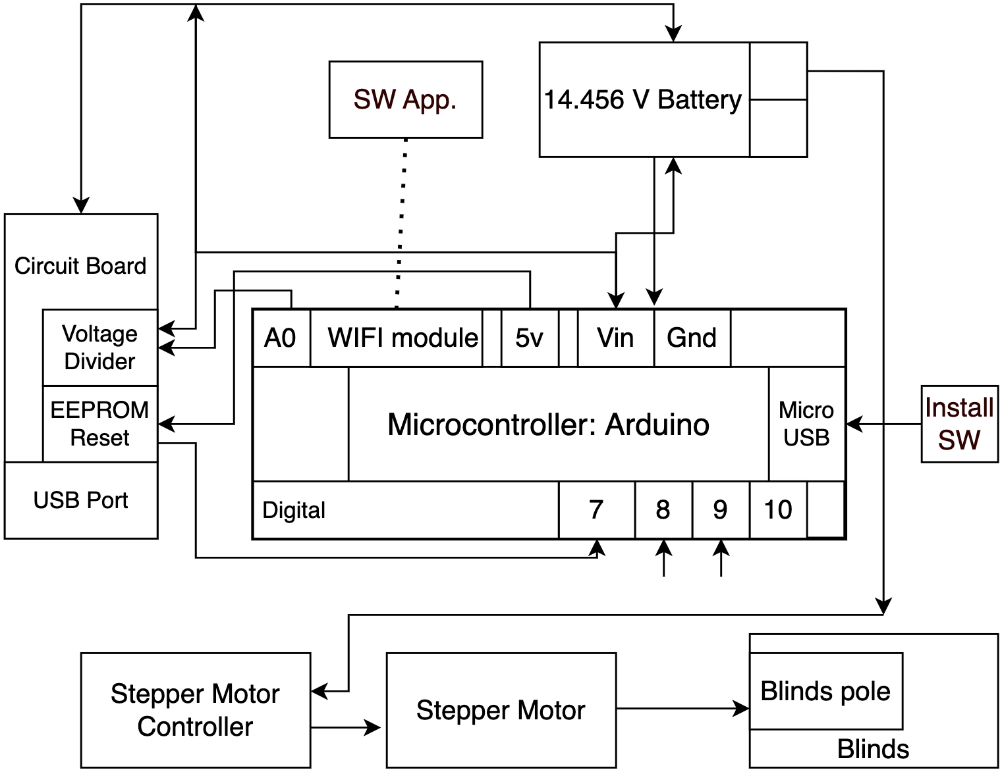 SW App.
14.456 V Battery
Circuit Board
Voltage
Divider
EEPROM
Reset
USB Port
A0
WIFI module
5v
Vin
Gnd
Microcontroller: Arduino
Micro
USB
Install
SW
Digital
7
8
9
10
Stepper Motor
Controller
Stepper Motor
Blinds pole
Blinds